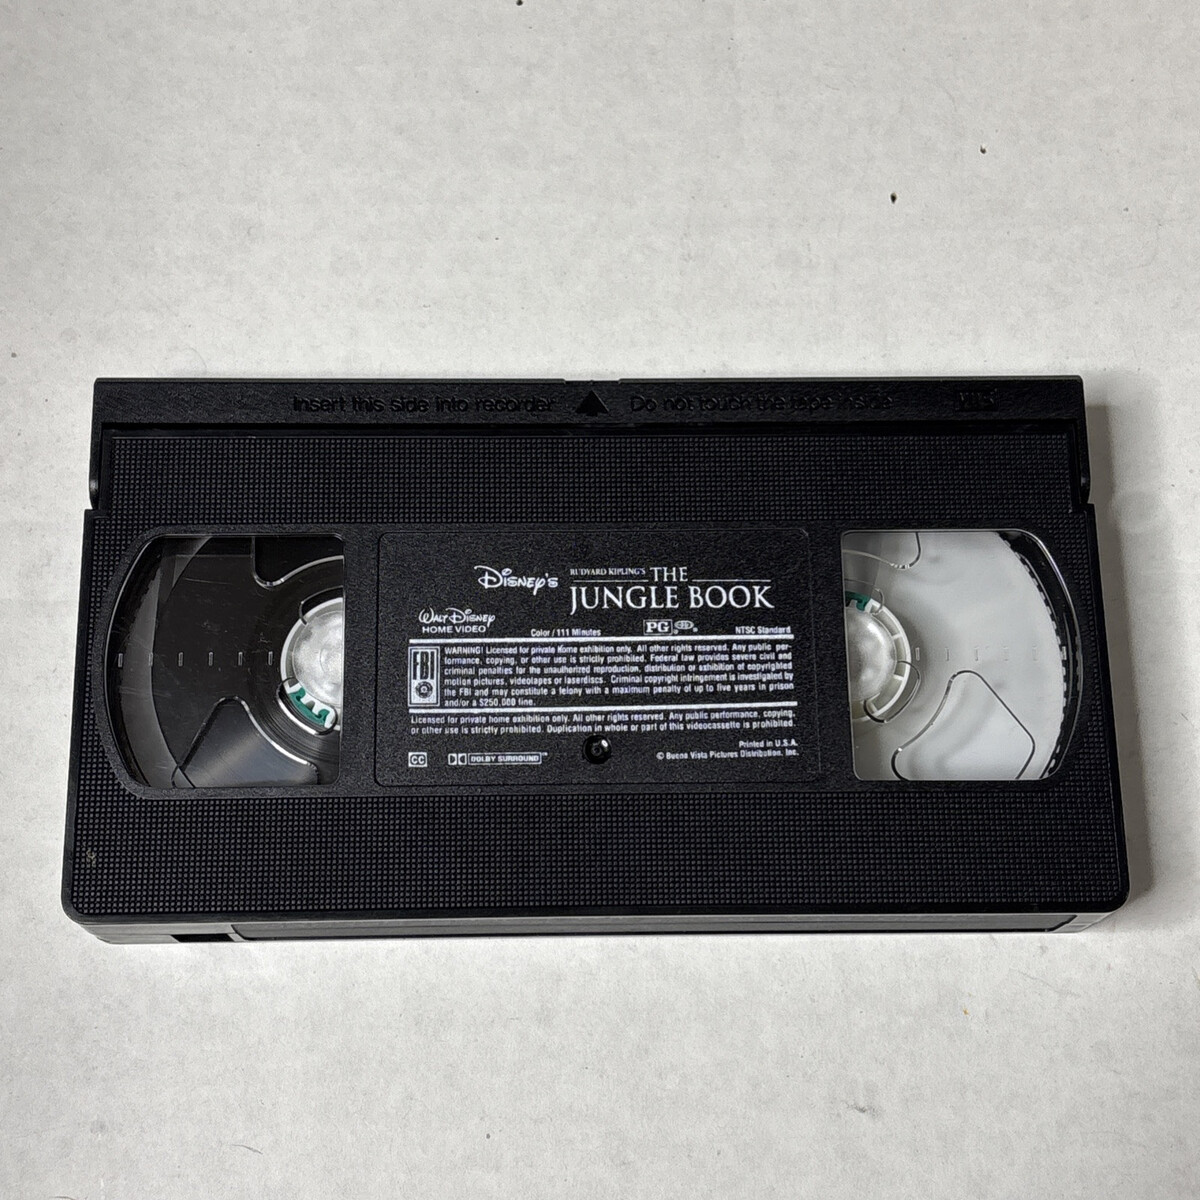 Insert this side into recorder Do not touch the tape inside VHS
DISNEY'S RUDYARD KIPLING'S THE
JUNGLE BOOK
WALT DISNEY
HOME VIDEO
Color / 111 Minutes PG NTSC Standard
FBI
WARNING! Licensed for private home exhibition only. All other rights reserved. Any public per-
formance, copying, or other use is strictly prohibited. Federal law provides severe civil and
criminal penalties for the unauthorized reproduction, distribution or exhibition of copyrighted
motion pictures, videotapes or laserdiscs. Criminal copyright infringement is investigated by
the FBI and may constitute a felony with a maximum penalty of up to five years in prison
and/or a $250,000 fine.
Licensed for private home exhibition only. All other rights reserved. Any public performance, copying,
or other use is strictly prohibited. Duplication in whole or part of this videocassette is prohibited.
CC DOLBY SURROUND
Printed in U.S.A.
© Buena Vista Pictures Distribution, Inc.